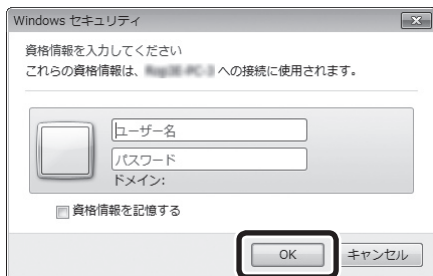 Windows セキュリティ
資格情報を入力してください
これらの資格情報は、 への接続に使用されます。
ユーザー名
パスワード
ドメイン:
資格情報を記憶する
OK
キャンセル